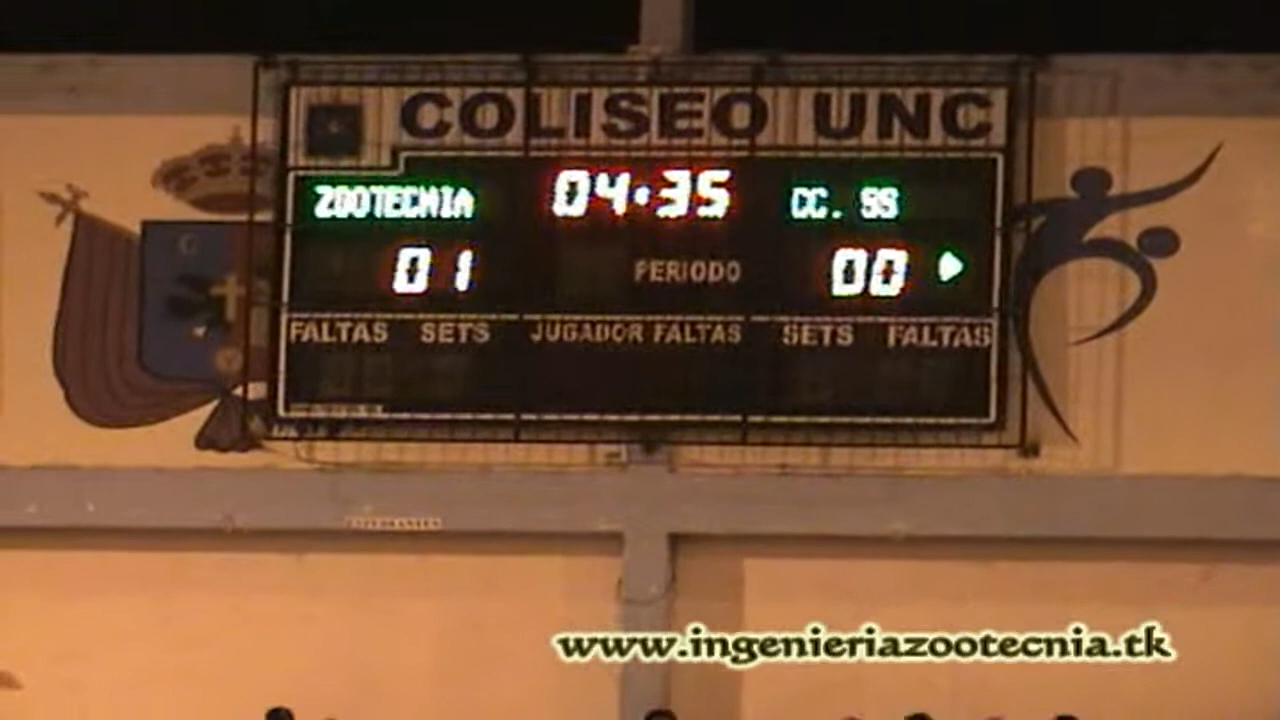 COLISEO UNC
ZOOTECNIA 04:35 CC. SS
01 PERIODO 00
FALTAS SETS JUGADOR FALTAS SETS FALTAS
www.ingenieriazootecnia.tk